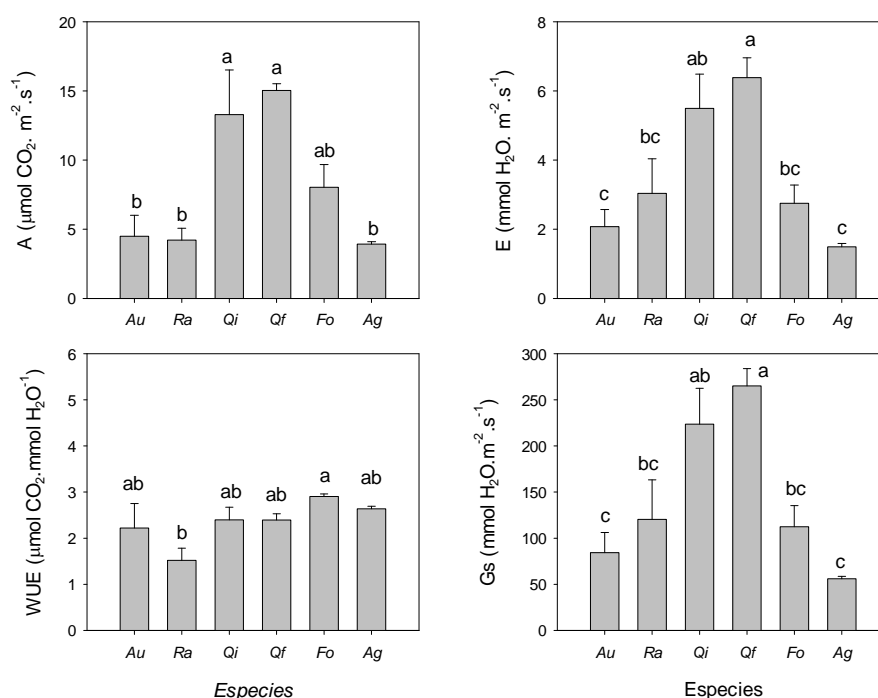 A (μmol CO₂. m⁻².s⁻¹)
20
15
10
5
0
b
b
a
a
ab
b
Au Ra Qi Qf Fo Ag
E (mmol H₂O. m⁻².s⁻¹)
8
6
4
2
0
c
bc
ab
a
bc
c
Au Ra Qi Qf Fo Ag
WUE (μmol CO₂.mmol H₂O⁻¹)
6
5
4
3
2
1
0
ab
b
ab
ab
a
ab
Au Ra Qi Qf Fo Ag
Especies
Gs (mmol H₂O.m⁻².s⁻¹)
300
250
200
150
100
50
0
c
bc
ab
a
bc
c
Au Ra Qi Qf Fo Ag
Especies